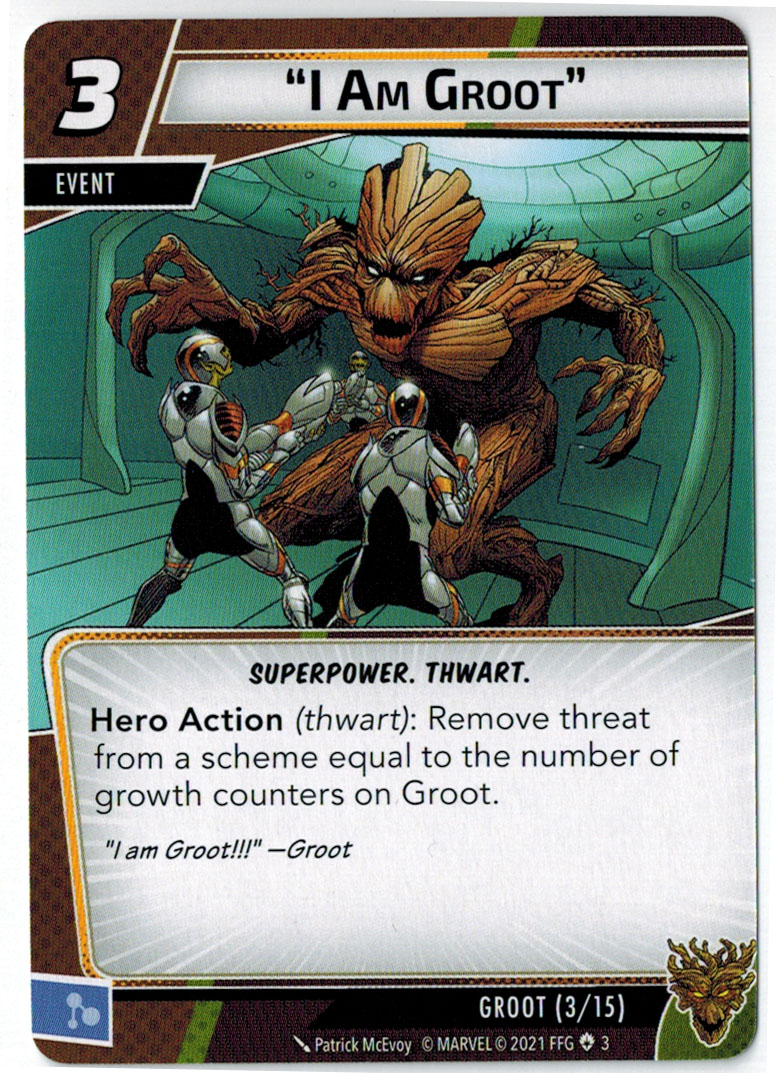 3
“I AM GROOT”
EVENT
SUPERPOWER. THWART.
Hero Action (thwart): Remove threat
from a scheme equal to the number of
growth counters on Groot.
"I am Groot!!!" —Groot
GROOT (3/15)
Patrick McEvoy © MARVEL © 2021 FFG 3